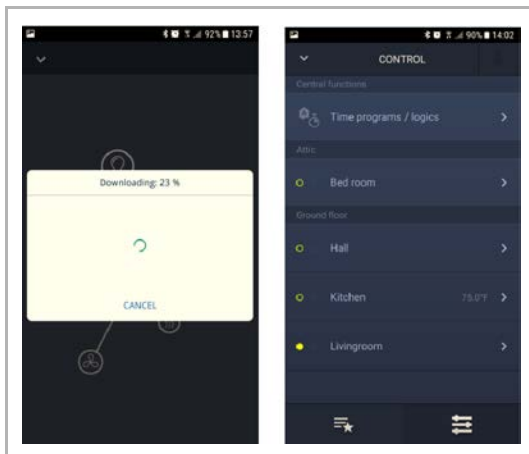 92% 13:57
Downloading: 23 %
CANCEL
90% 14:02
CONTROL
Central functions
Time programs / logics
Attic
Bed room
Ground floor
Hall
Kitchen 75.0°F
Livingroom